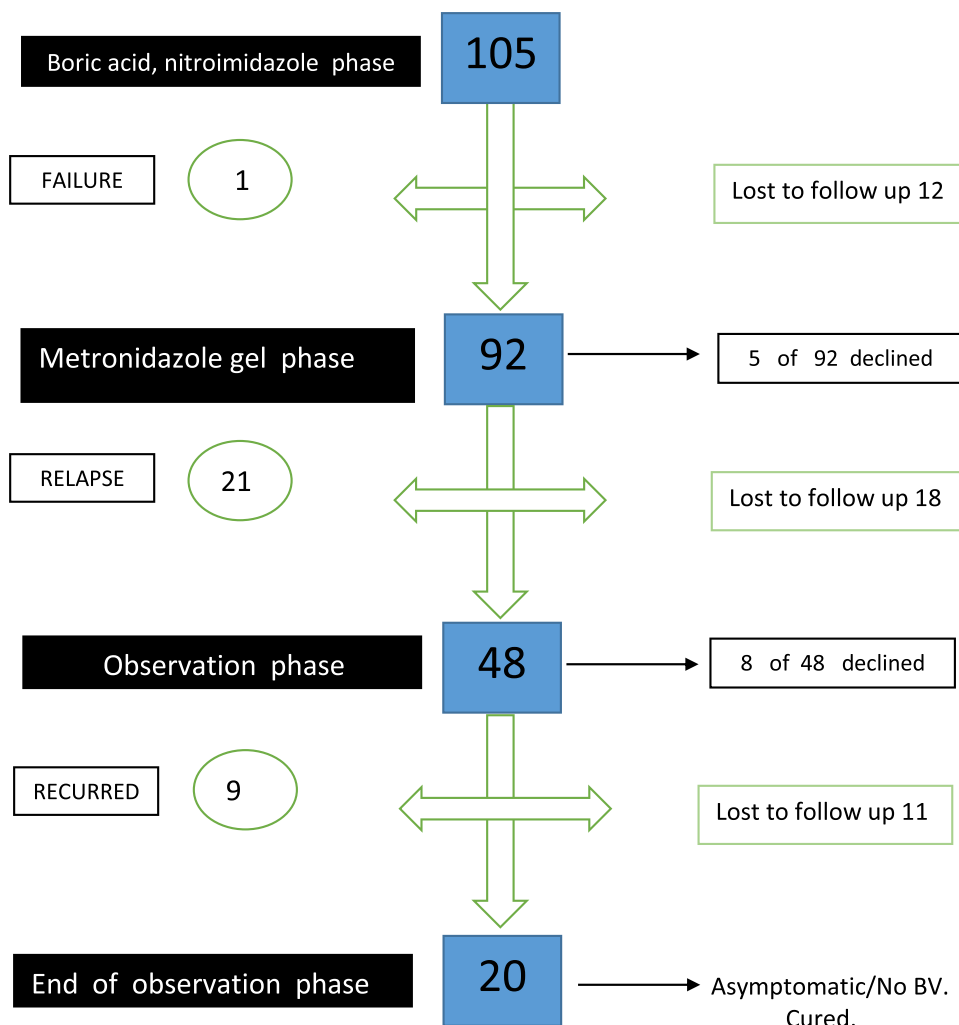 Boric acid, nitroimidazole phase
105
FAILURE
1
Lost to follow up 12
Metronidazole gel phase
92
5 of 92 declined
RELAPSE
21
Lost to follow up 18
Observation phase
48
8 of 48 declined
RECURRED
9
Lost to follow up 11
End of observation phase
20
Asymptomatic/No BV.
Cured.